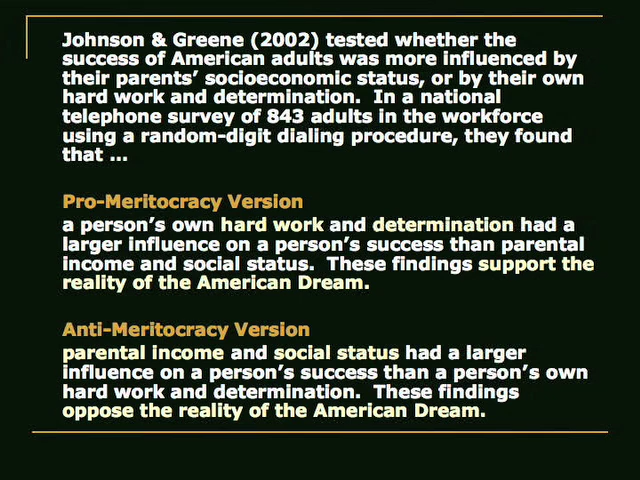 Johnson & Greene (2002) tested whether the
success of American adults was more influenced by
their parents’ socioeconomic status, or by their own
hard work and determination.  In a national
telephone survey of 843 adults in the workforce
using a random-digit dialing procedure, they found
that …
Pro-Meritocracy Version
a person’s own hard work and determination had a
larger influence on a person’s success than parental
income and social status.  These findings support the
reality of the American Dream.
Anti-Meritocracy Version
parental income and social status had a larger
influence on a person’s success than a person’s own
hard work and determination.  These findings
oppose the reality of the American Dream.